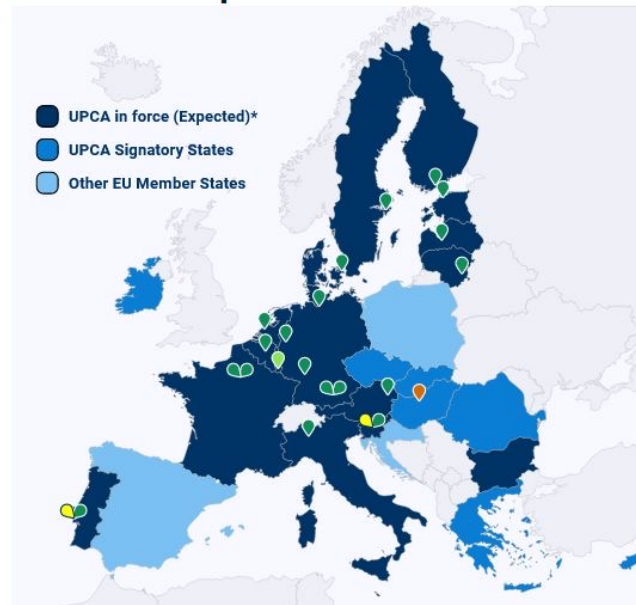 UPCA in force (Expected)*
UPCA Signatory States
Other EU Member States